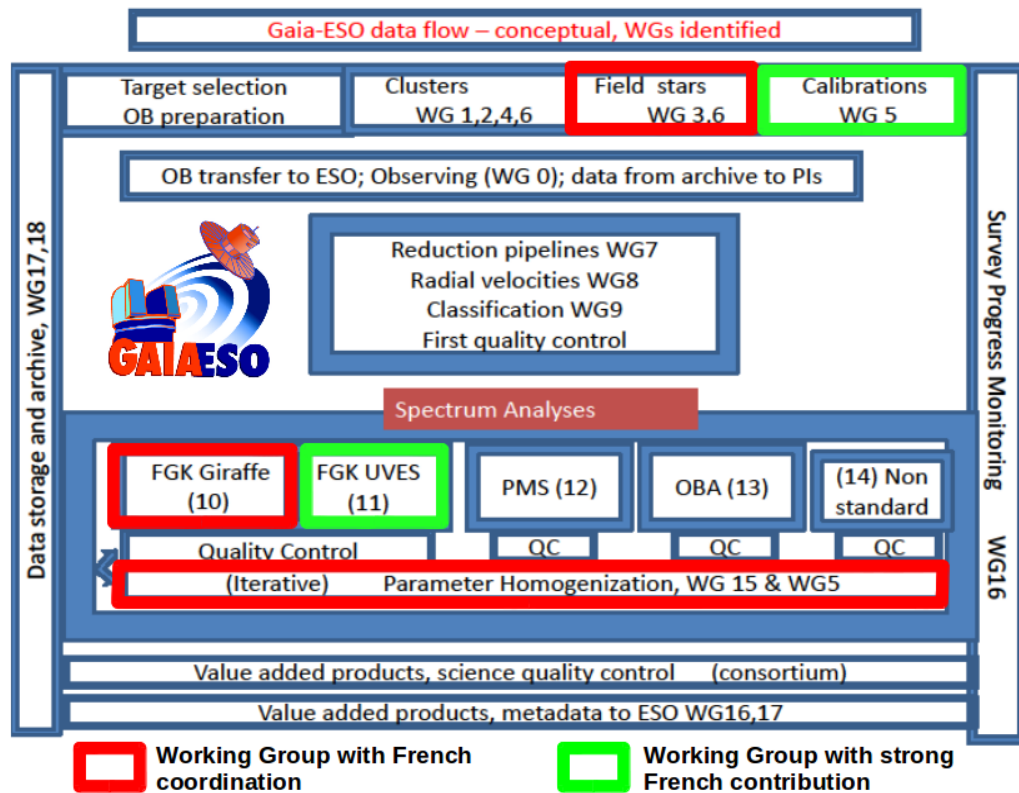 Gaia-ESO data flow – conceptual, WGs identified
Target selection
OB preparation
Clusters
WG 1,2,4,6
Field stars
WG 3.6
Calibrations
WG 5
OB transfer to ESO; Observing (WG 0); data from archive to PIs
Data storage and archive, WG17,18
Survey Progress Monitoring WG16
Reduction pipelines WG7
Radial velocities WG8
Classification WG9
First quality control
GAIAESO
Spectrum Analyses
FGK Giraffe
(10)
FGK UVES
(11)
PMS (12)
OBA (13)
(14) Non
standard
Quality Control
QC
QC
QC
(Iterative) Parameter Homogenization, WG 15 & WG5
Value added products, science quality control (consortium)
Value added products, metadata to ESO WG16,17
Working Group with French
coordination
Working Group with strong
French contribution